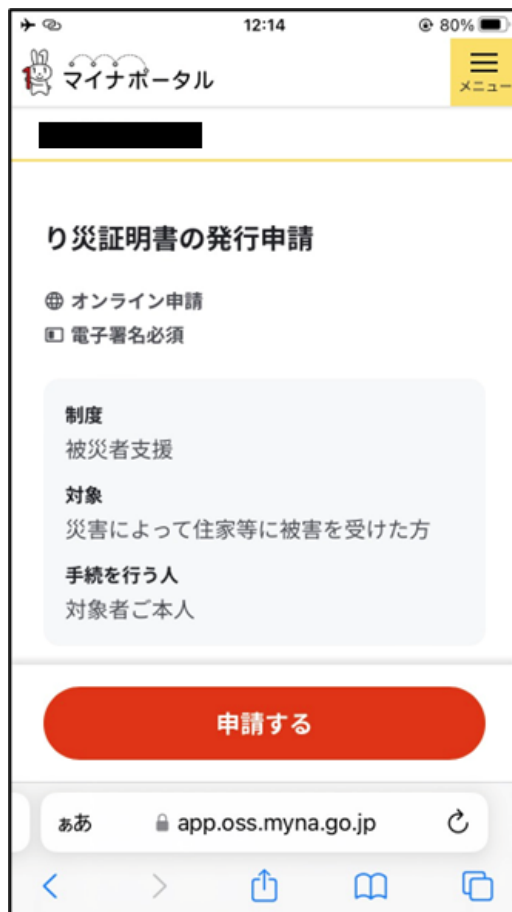 12:14
80%
マイナポータル
メニュー
り災証明書の発行申請
オンライン申請
電子署名必須
制度
被災者支援
対象
災害によって住家等に被害を受けた方
手続を行う人
対象者ご本人
申請する
ぁあ app.oss.myna.go.jp